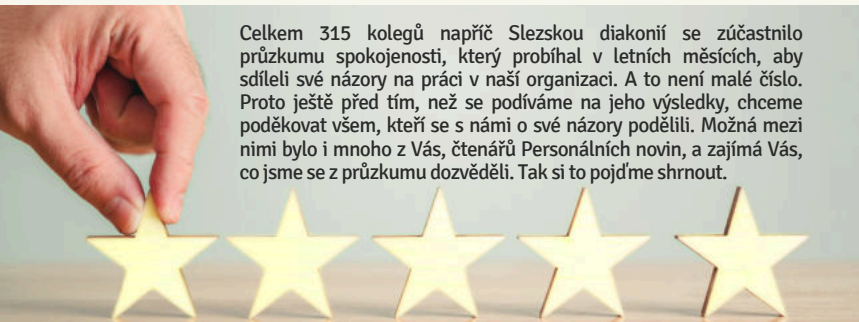 Celkem 315 kolegů napříč Slezskou diakonií se zúčastnilo
průzkumu spokojenosti, který probíhal v letních měsících, aby
sdíleli své názory na práci v naší organizaci. A to není malé číslo.
Proto ještě před tím, než se podíváme na jeho výsledky, chceme
poděkovat všem, kteří se s námi o své názory podělili. Možná mezi
nimi bylo i mnoho z Vás, čtenářů Personálních novin, a zajímá Vás,
co jsme se z průzkumu dozvěděli. Tak si to pojďme shrnout.